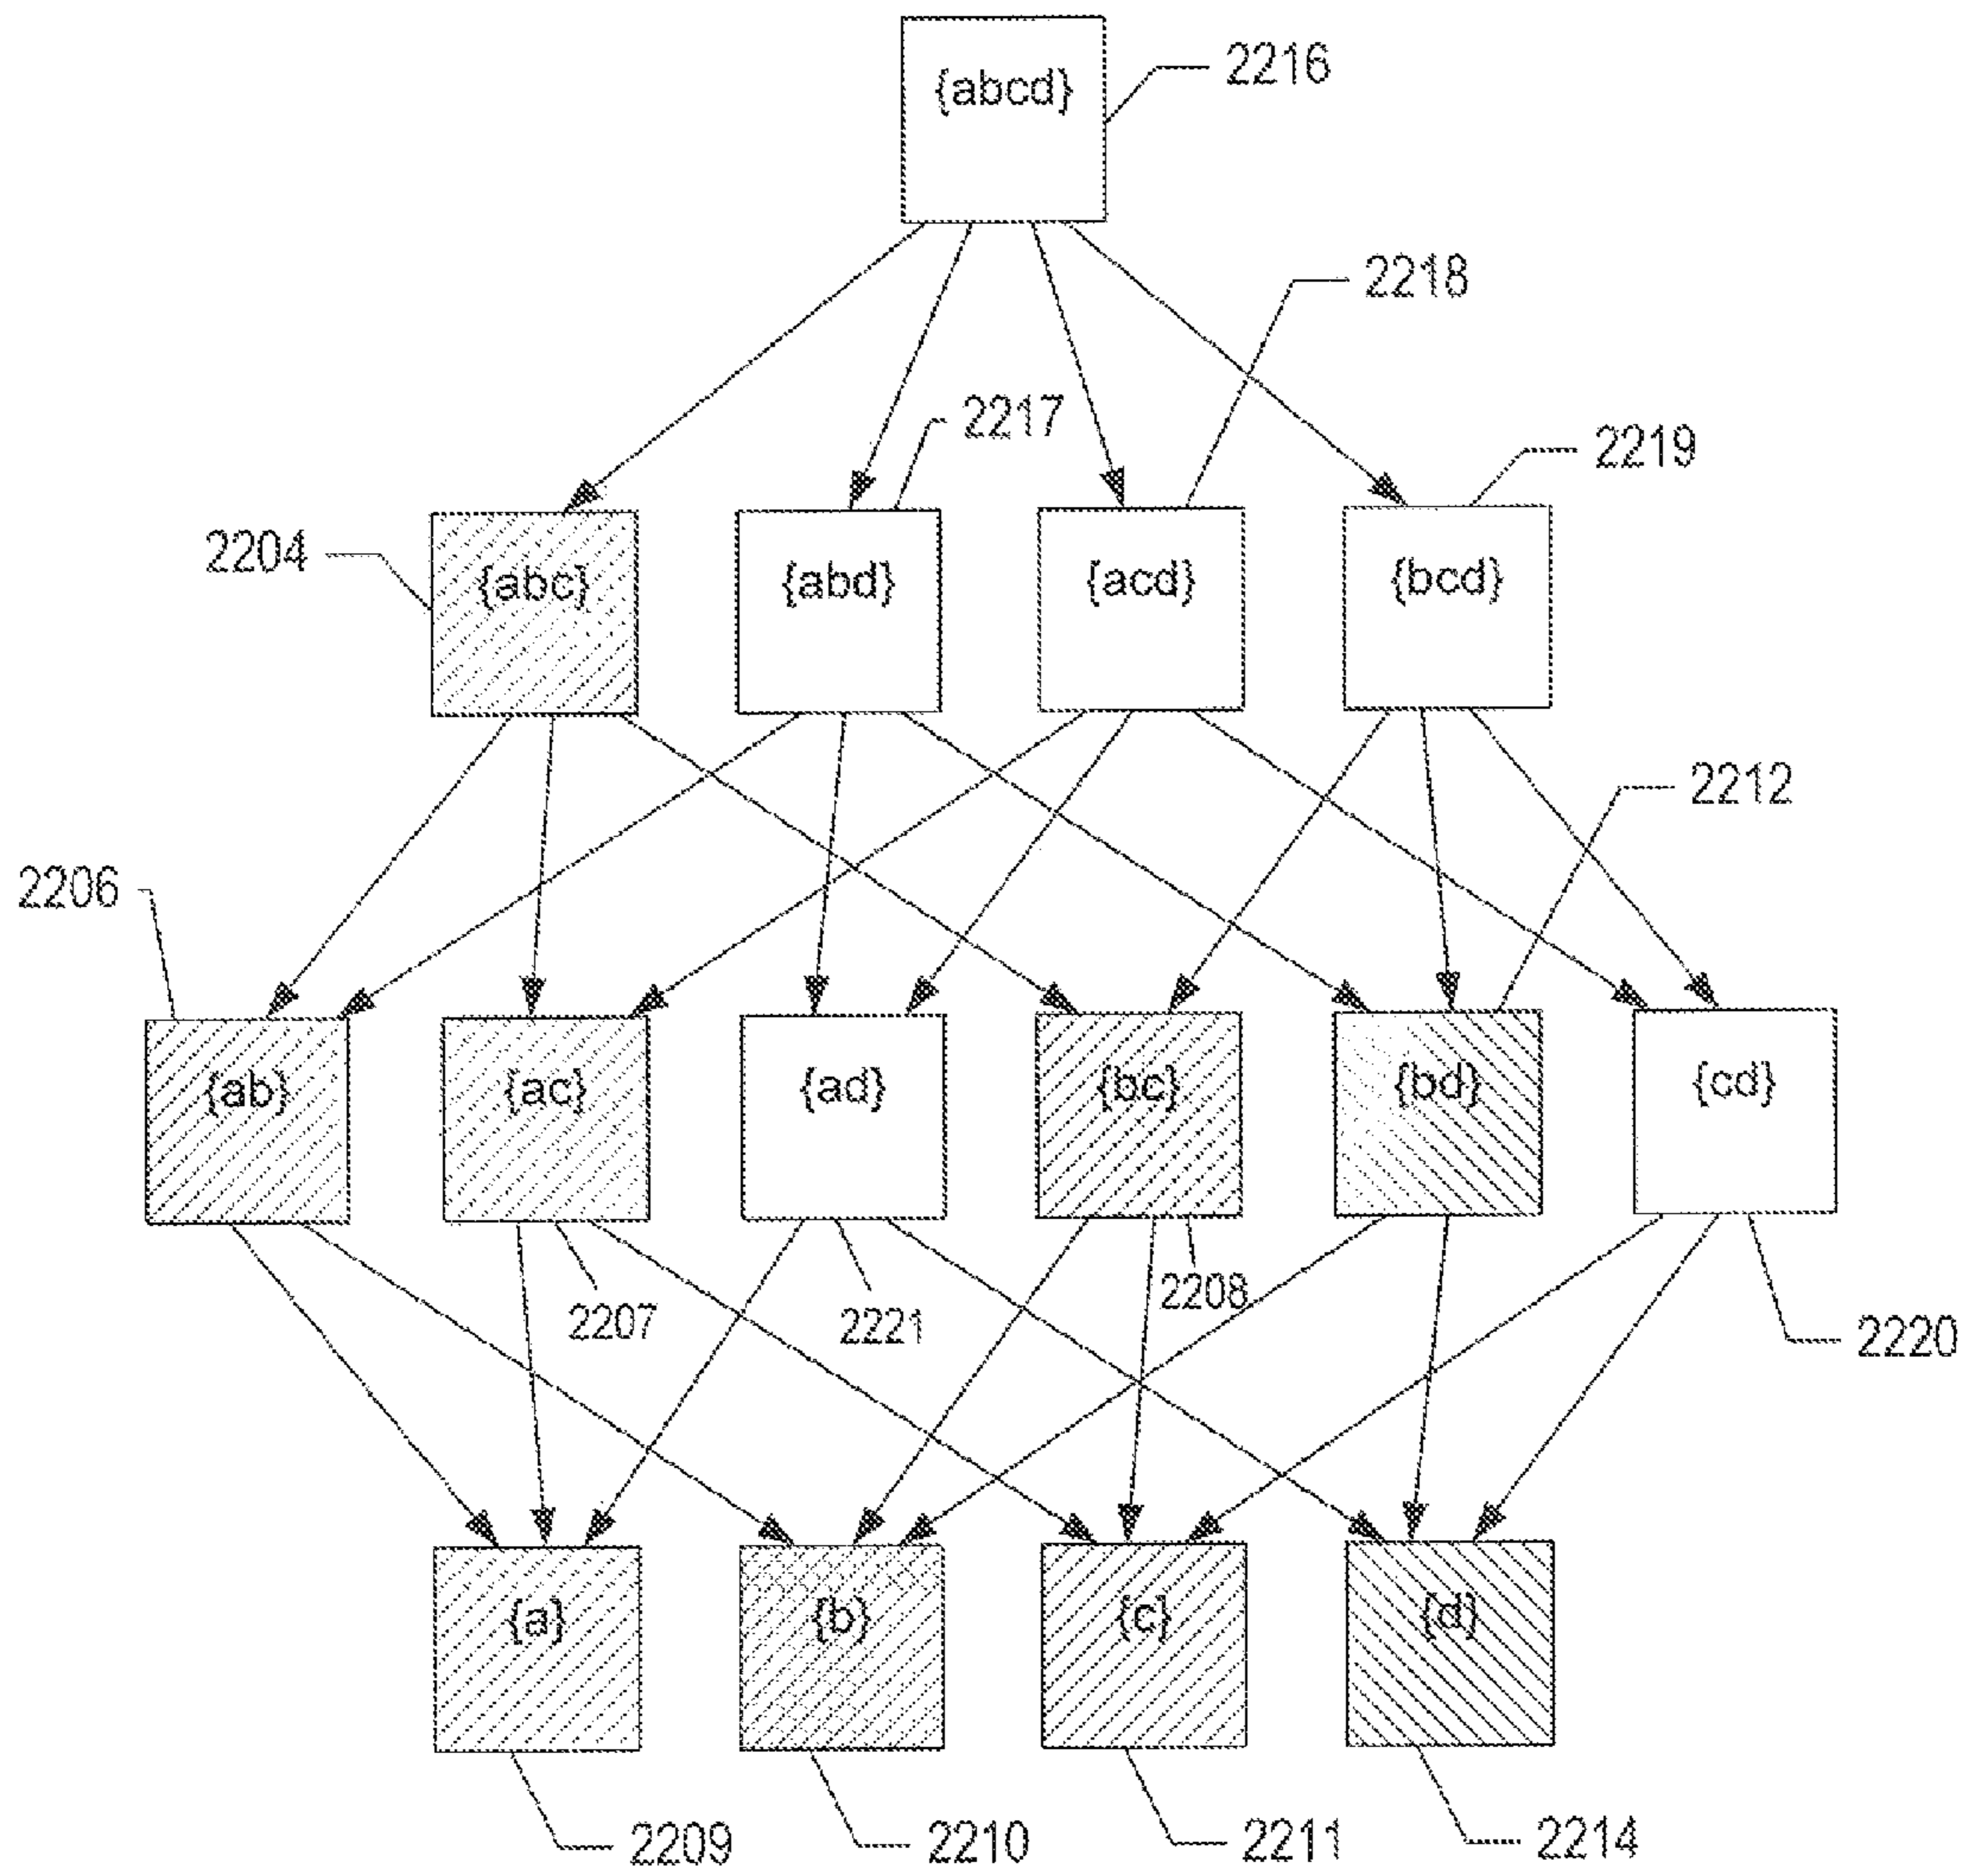 {abcd}
2216
2218
2217
2219
2204
{abc}
{abd}
{acd}
{bcd}
2212
2206
{ab}
{ac}
{ad}
{bc}
{bd}
{cd}
2207
2221
2208
2220
{a}
{b}
{c}
{d}
2209
2210
2211
2214